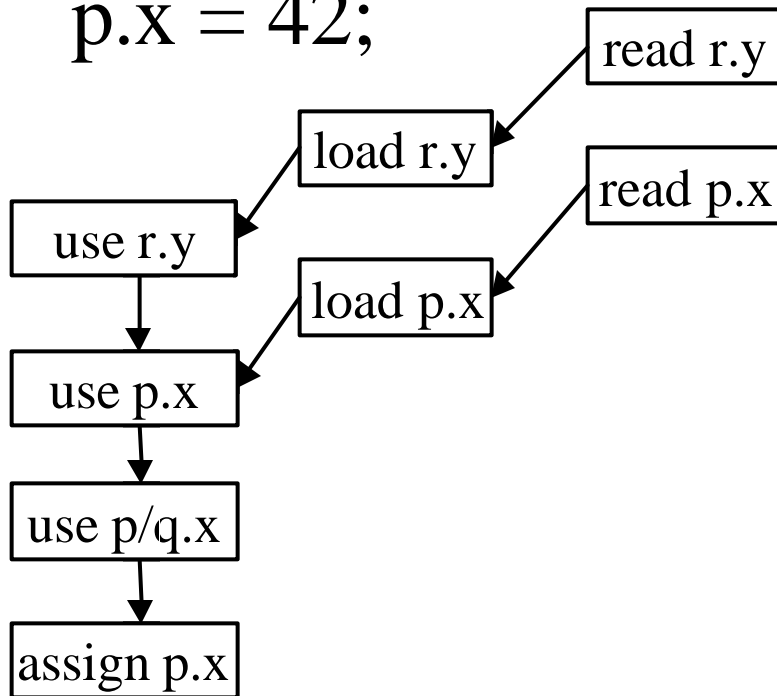 p.x = 42;
read r.y
load r.y
read p.x
use r.y
load p.x
use p.x
use p/q.x
assign p.x